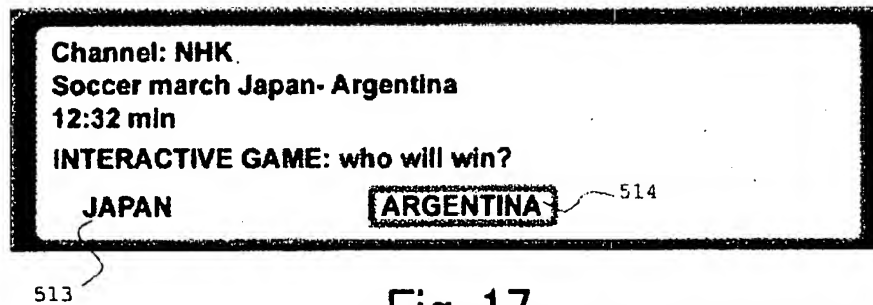 Channel: NHK
Soccer march Japan- Argentina
12:32 min
INTERACTIVE GAME: who will win?
JAPAN ARGENTINA 514
513
Fig. 17